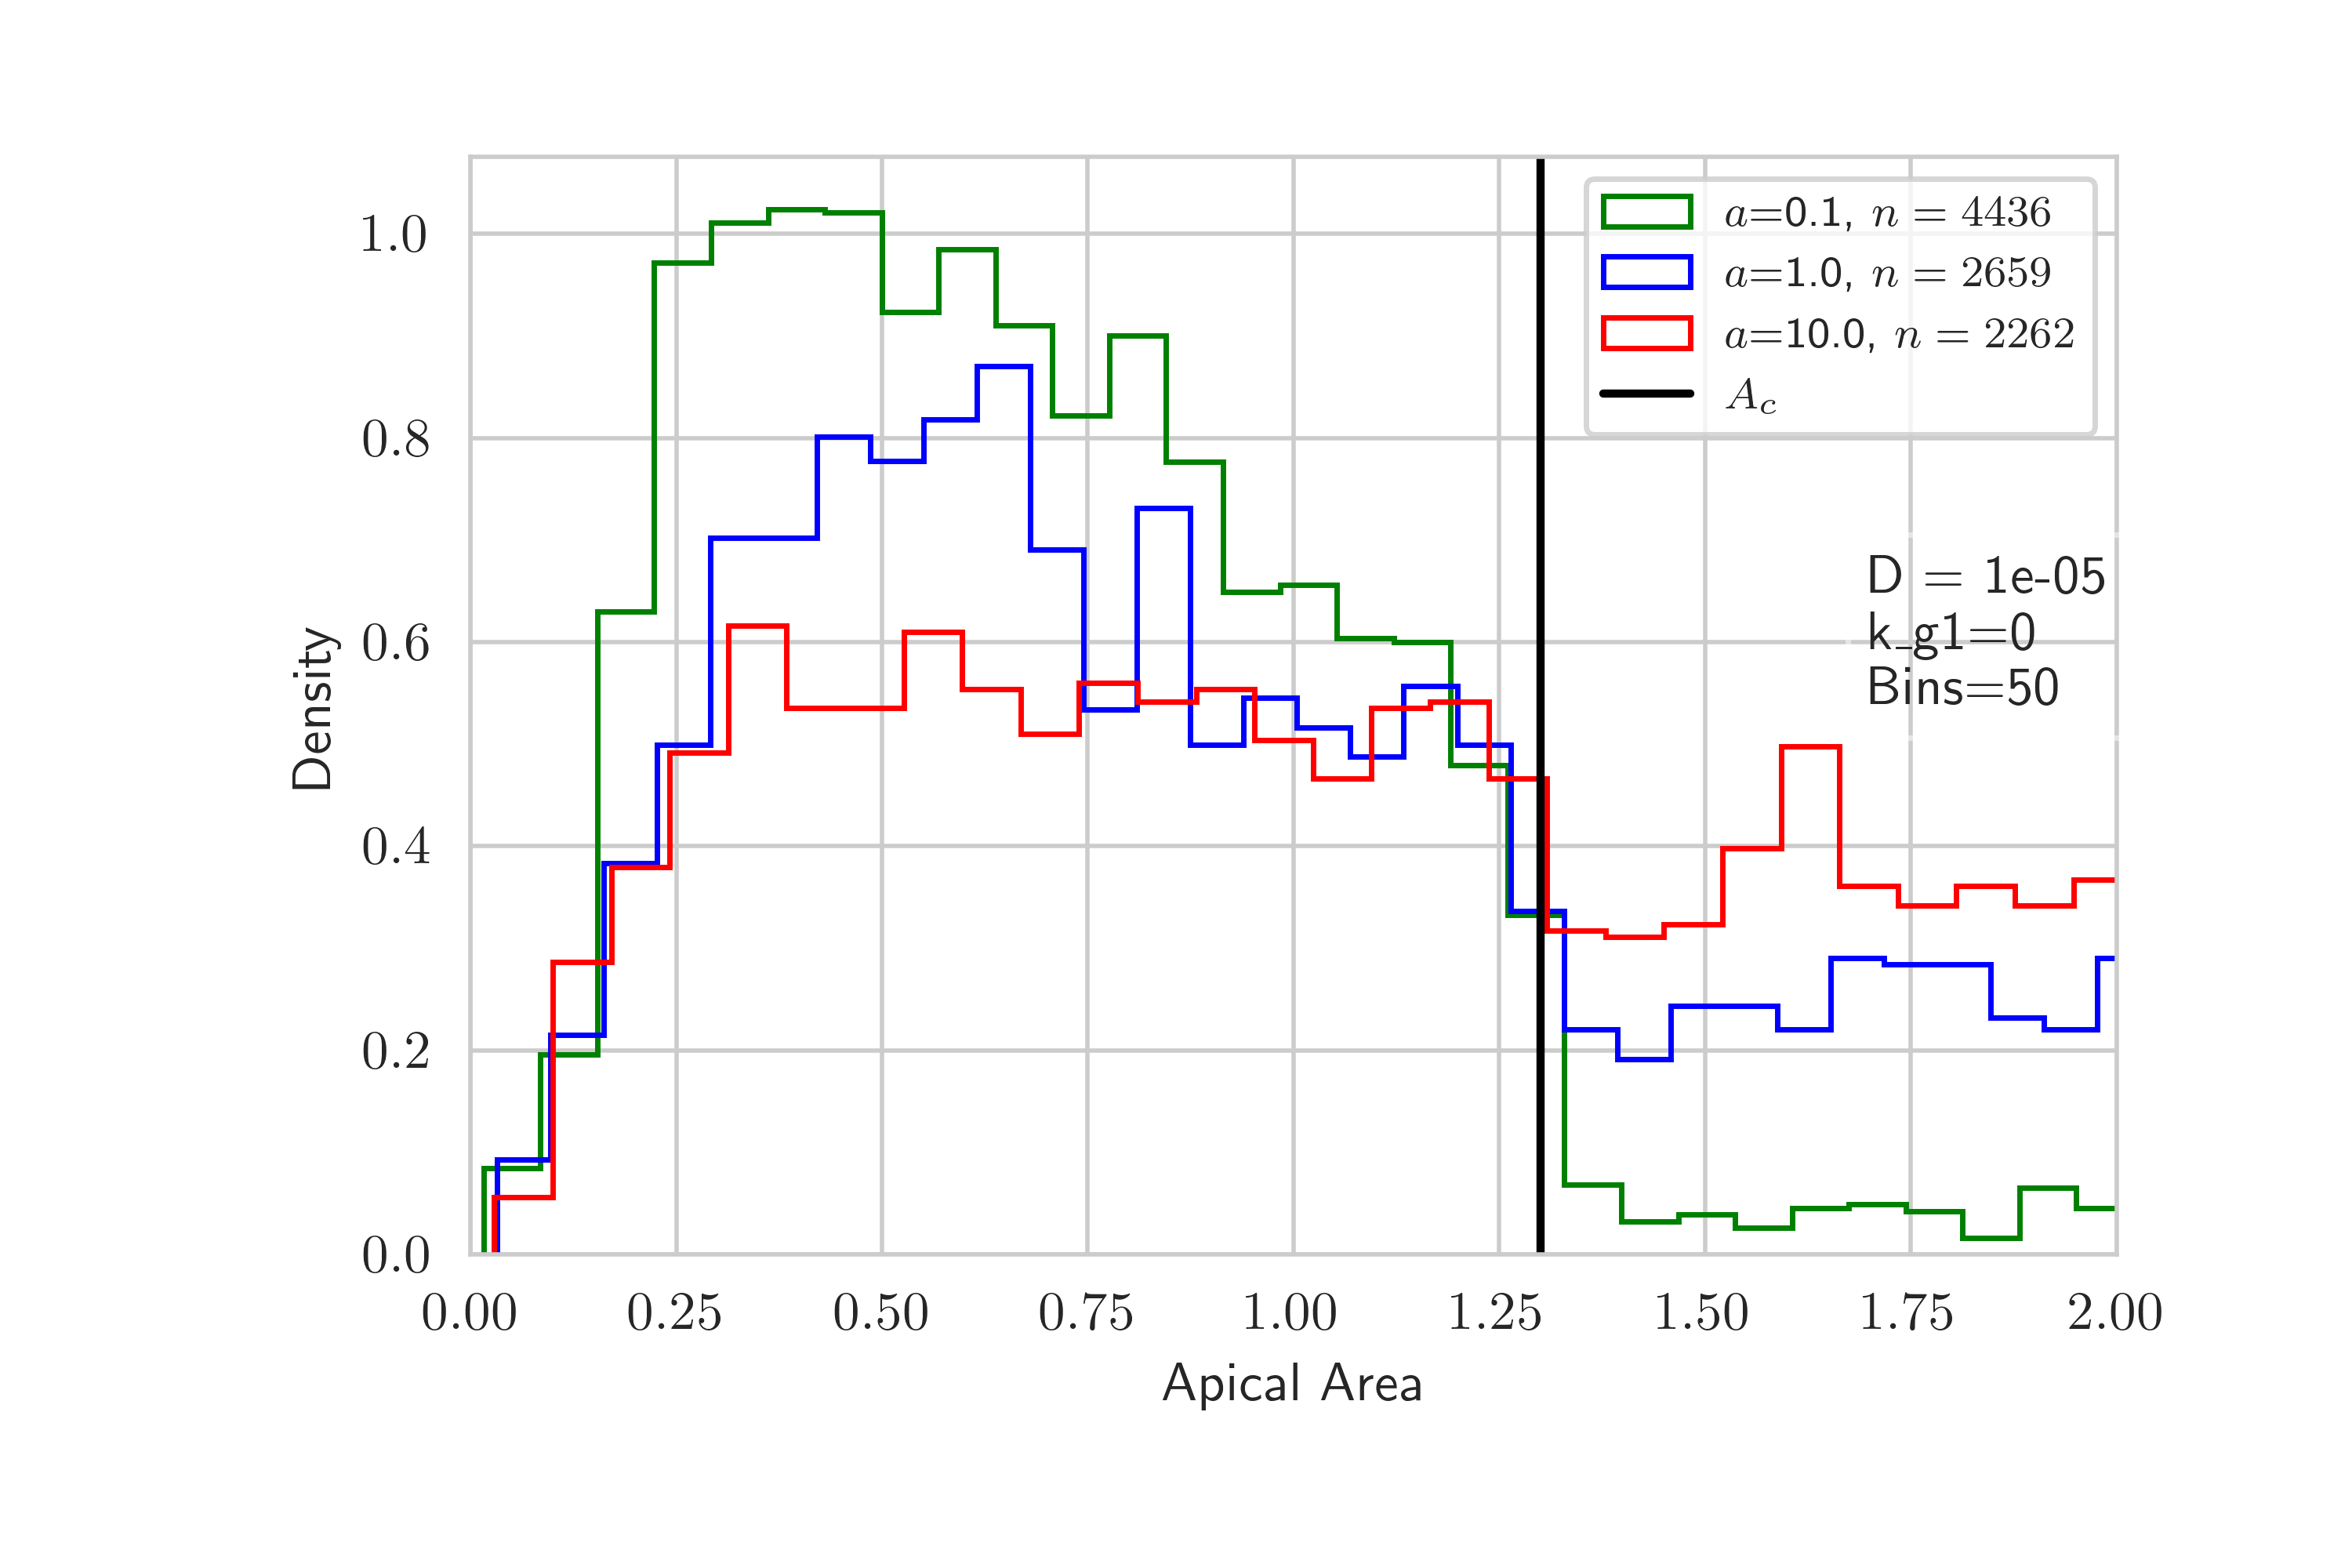 a=0.1, n = 4436
a=1.0, n = 2659
a=10.0, n = 2262
A_c
D = 1e-05
k_g1=0
Bins=50
Density
1.0
0.8
0.6
0.4
0.2
0.0
0.00 0.25 0.50 0.75 1.00 1.25 1.50 1.75 2.00
Apical Area